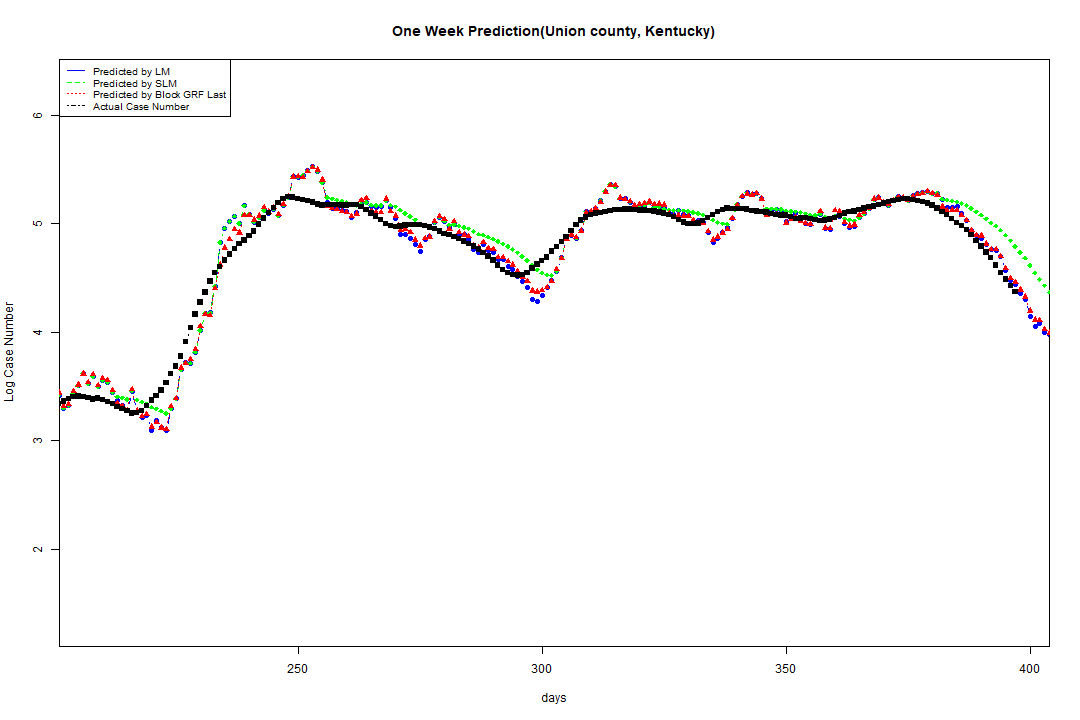 One Week Prediction(Union county, Kentucky)
Predicted by LM
Predicted by SLM
Predicted by Block GRF Last
Actual Case Number
6
5
4
3
2
Log Case Number
250 300 350 400
days